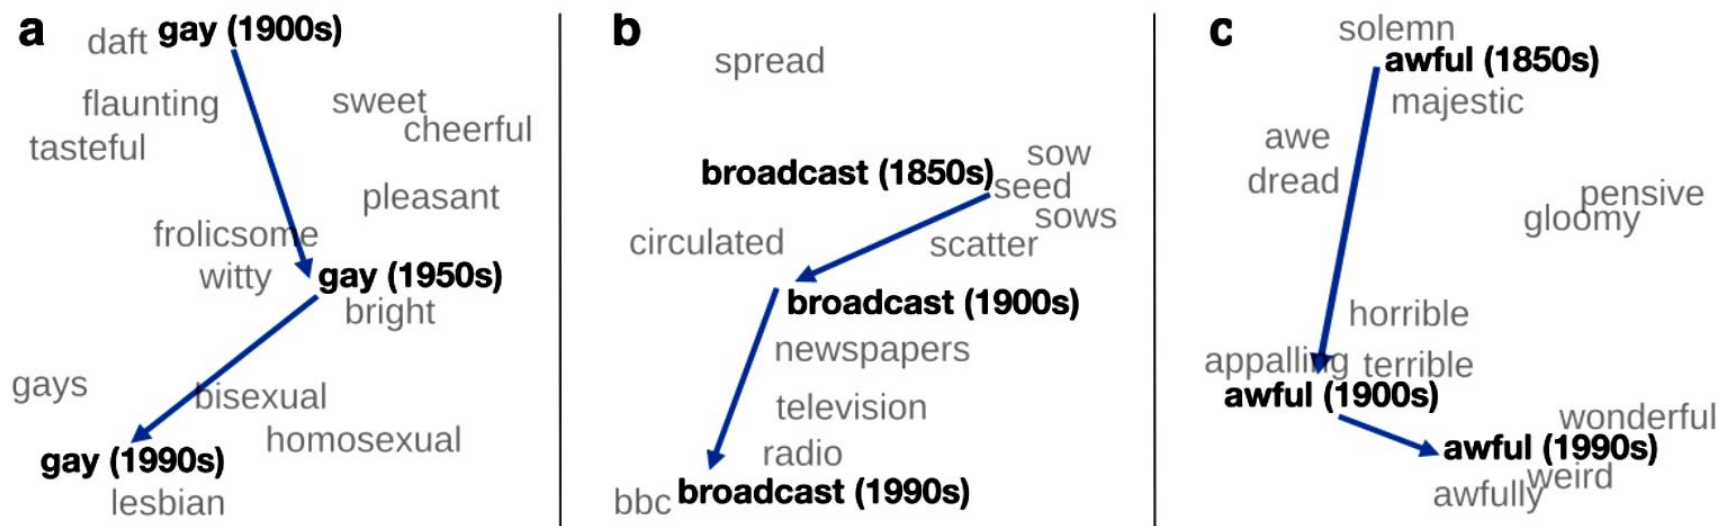 a
daft gay (1900s)
flaunting
sweet
cheerful
tasteful
pleasant
frolicsome
witty gay (1950s)
bright
gays
bisexual
homosexual
gay (1990s)
lesbian
b
spread
sow
broadcast (1850s) seed
sows
circulated
scatter
broadcast (1900s)
newspapers
television
radio
bbc broadcast (1990s)
c
solemn
awful (1850s)
majestic
awe
dread
pensive
gloomy
horrible
appalling terrible
awful (1900s)
wonderful
awful (1990s)
weird
awfully